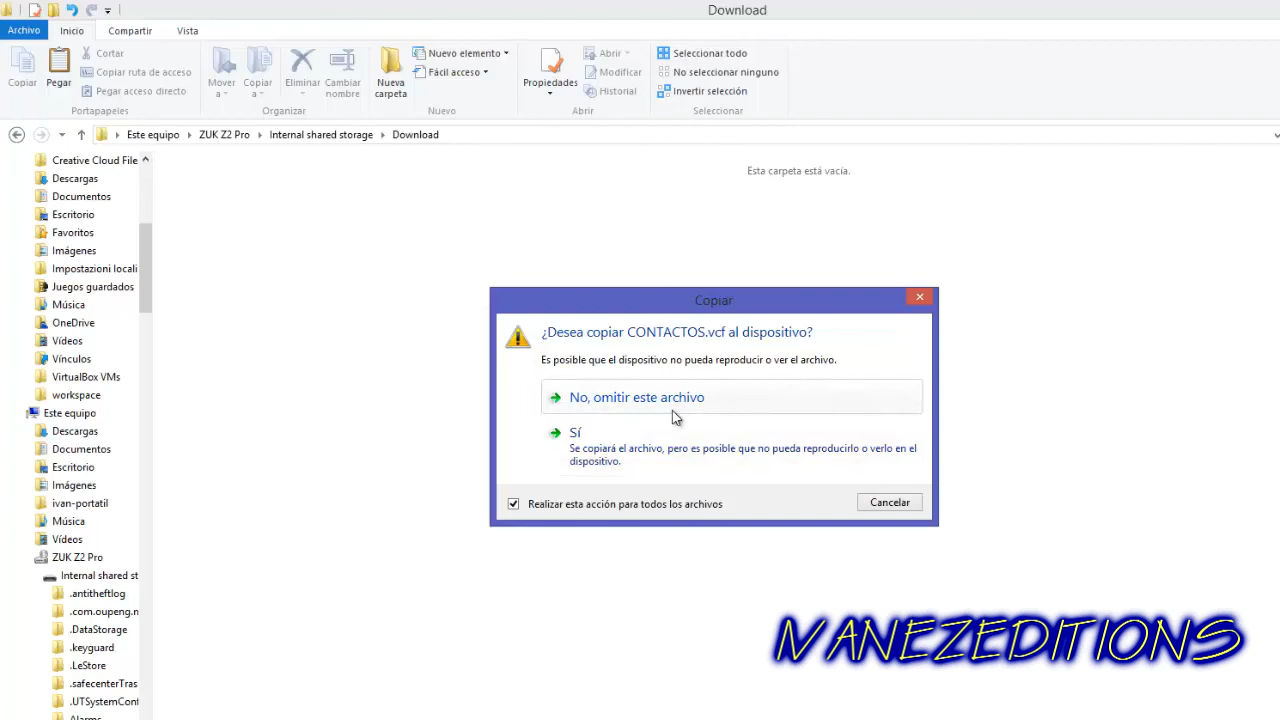 Download
Archivo Inicio Compartir Vista
Copiar
Pegar
Cortar
Copiar ruta de acceso
Pegar acceso directo
Portapapeles
Mover a
Copiar a
Eliminar
Cambiar nombre
Organizar
Nueva carpeta
Nuevo elemento
Fácil acceso
Nuevo
Propiedades
Abrir
Modificar
Historial
Abrir
Seleccionar todo
No seleccionar ninguno
Invertir selección
Seleccionar
Este equipo ZUK Z2 Pro Internal shared storage Download
Creative Cloud File
Descargas
Documentos
Escritorio
Favoritos
Imágenes
Impostazioni locali
Juegos guardados
Música
OneDrive
Vídeos
Vínculos
VirtualBox VMs
workspace
Este equipo
Descargas
Documentos
Escritorio
Imágenes
ivan-portatil
Música
Vídeos
ZUK Z2 Pro
Internal shared st
.antitheftlog
.com.oupeng.n
.DataStorage
.keyguard
.LeStore
.safecenterTras
.UTSystemConf
Alarms
Esta carpeta está vacía.
Copiar
¿Desea copiar CONTACTOS.vcf al dispositivo?
Es posible que el dispositivo no pueda reproducir o ver el archivo.
No, omitir este archivo
Sí
Se copiará el archivo, pero es posible que no pueda reproducirlo o verlo en el
dispositivo.
Realizar esta acción para todos los archivos
Cancelar
IVANEZEDITIONS